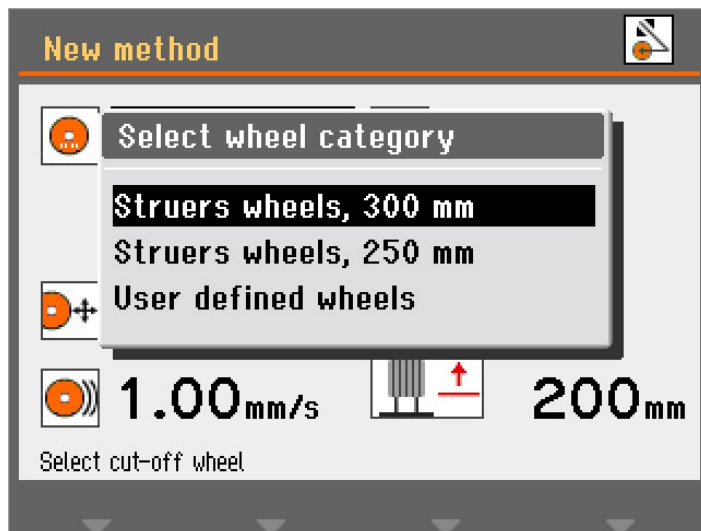 New method
Select wheel category
Struers wheels, 300 mm
Struers wheels, 250 mm
User defined wheels
1.00mm/s
200mm
Select cut-off wheel